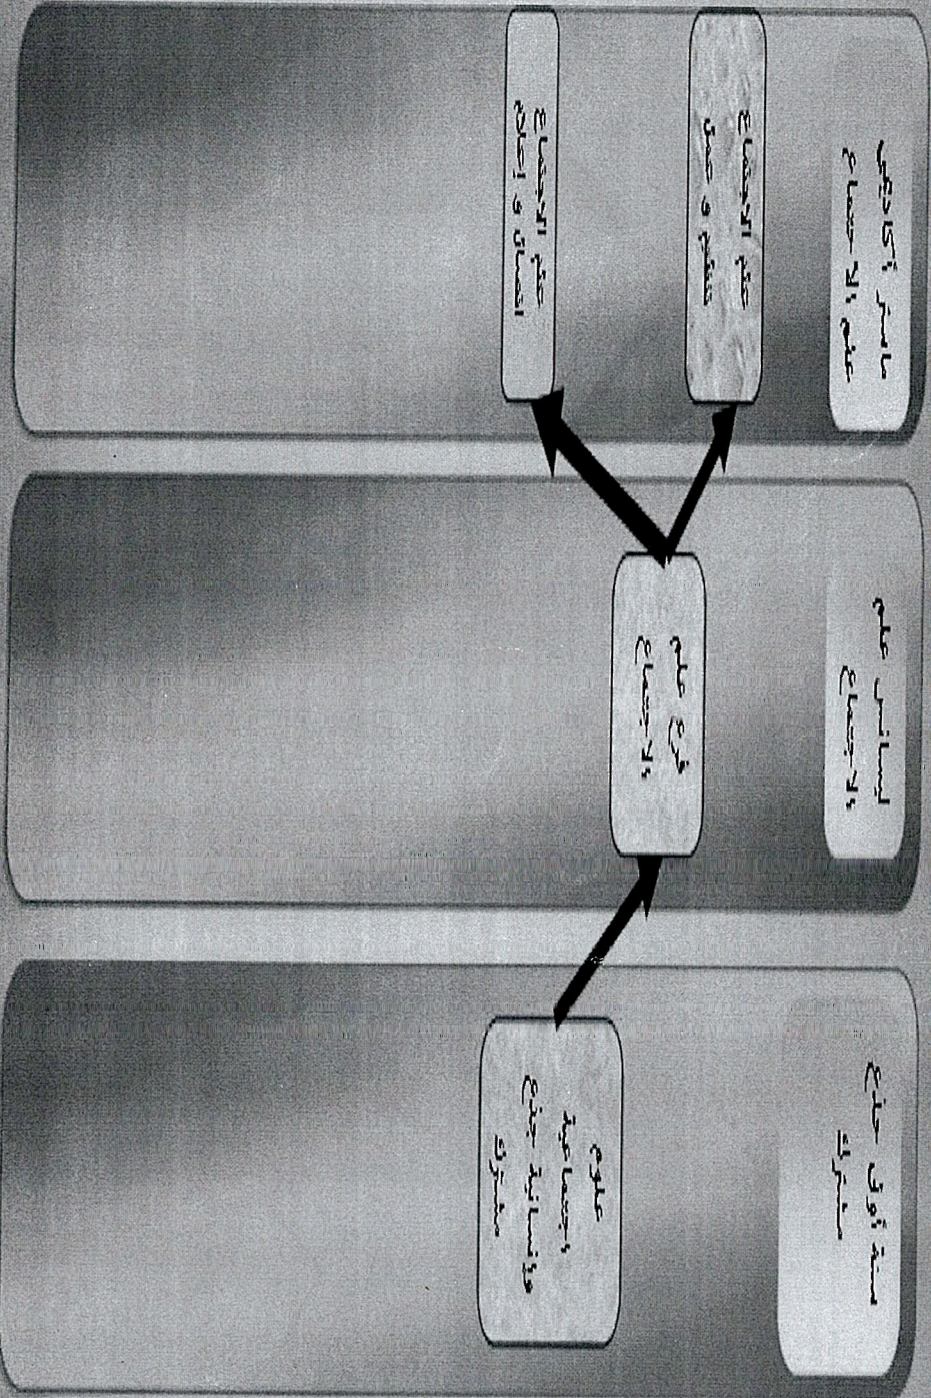 سنة أولى جذع
مشترك
علوم
إجتماعية
وإنسانية جذع
مشترك
ليسانس علم
الاجتماع
فرع علم
الاجتماع
ماستر أكاديمي
علم الاجتماع
علم الاجتماع
تنظيم و عمل
علم الاجتماع
اتصال و إعلام